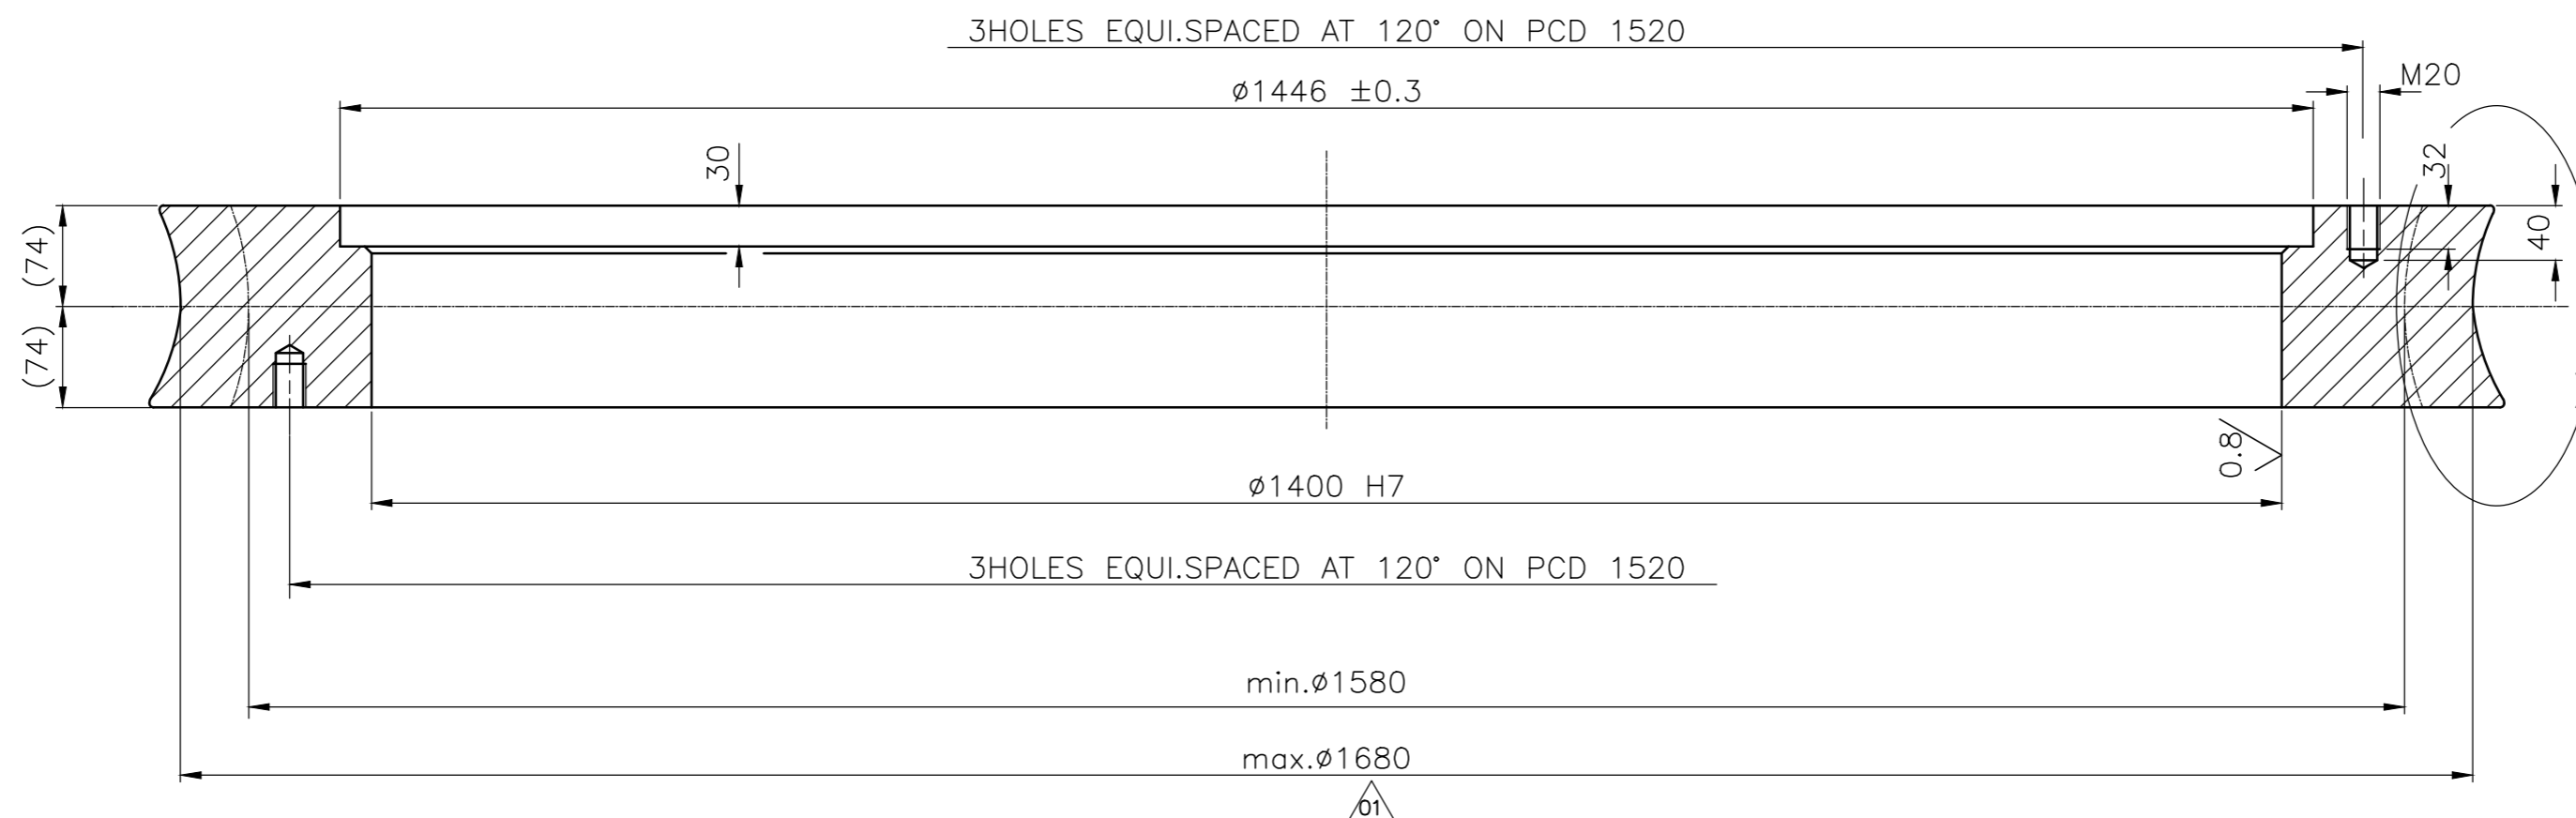 3HOLES EQUI.SPACED AT 120° ON PCD 1520
M20
ø1446 ±0.3
30
32
40
(74)
(74)
0.8
ø1400 H7
3HOLES EQUI.SPACED AT 120° ON PCD 1520
min.ø1580
max.ø1680
01